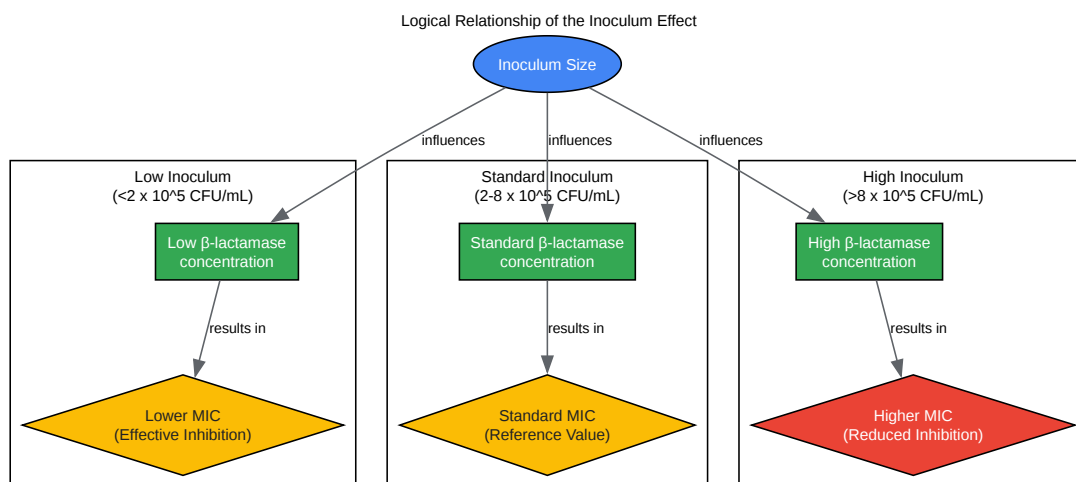 Logical Relationship of the Inoculum Effect
Inoculum Size
influences
influences
influences
Low Inoculum
(<2 x 10^5 CFU/mL)
Standard Inoculum
(2-8 x 10^5 CFU/mL)
High Inoculum
(>8 x 10^5 CFU/mL)
Low β-lactamase
concentration
Standard β-lactamase
concentration
High β-lactamase
concentration
results in
results in
results in
Lower MIC
(Effective Inhibition)
Standard MIC
(Reference Value)
Higher MIC
(Reduced Inhibition)